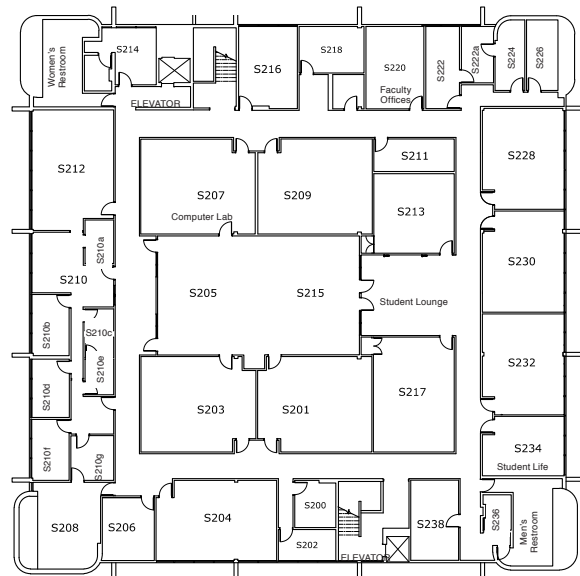 Women's
Restroom
S214
ELEVATOR
S216
S218
S220
Faculty
Offices
S222
S222a
S224
S226
S212
S207
Computer Lab
S209
S211
S213
S228
S210
S210a
S205
S215
Student Lounge
S230
S210b
S210c
S210e
S210d
S232
S203
S201
S217
S210f
S210g
S234
Student Life
S208
S206
S204
S200
S202
ELEVATOR
S238
S236
Men's
Restroom